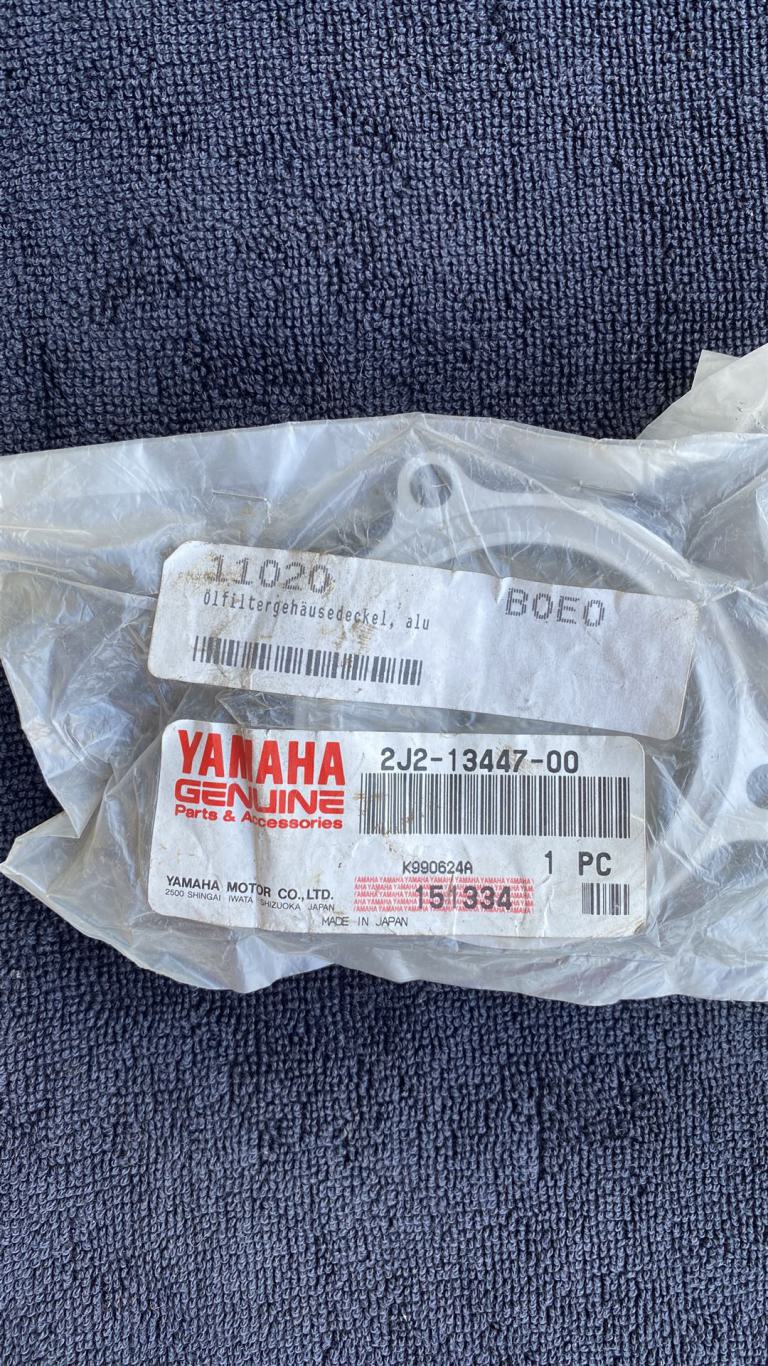 11020
BOEO
ölfiltergehäusedeckel, alu
YAMAHA
GENUINE
Parts & Accessories
2J2-13447-00
K990624A
1 PC
YAMAHA MOTOR CO., LTD.
2500 SHINGAI IWATA SHIZUOKA JAPAN
151334
MADE IN JAPAN